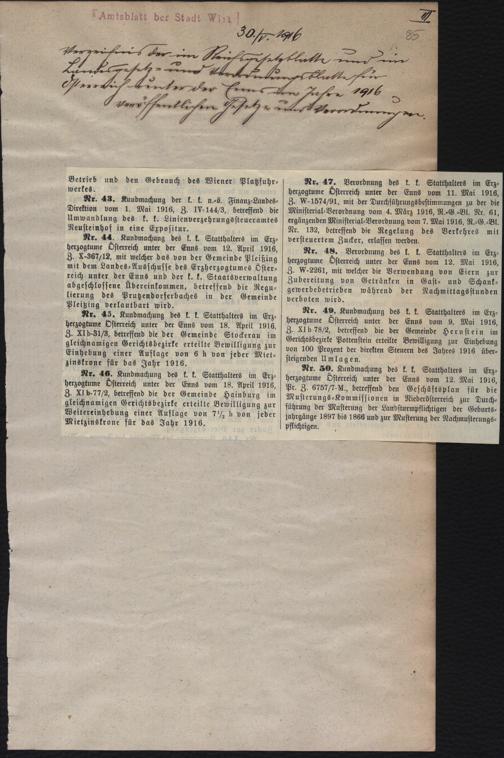 [Amtsblatt der Stadt Wien]
30./V. 1916
VI
85
Verzeichnis der im Reichsgesetzblatte und im
Landesgesetz- und Verordnungsblatte für
Österreich unter der Enns im Jahre 1916
veröffentlichten Gesetze und Verordnungen.
Betrieb und den Gebrauch des Wiener Platzfuhr-
werkes.
Nr. 43. Kundmachung der k. k. n.-ö. Finanz-Landes-
Direktion vom 1. Mai 1916, Z. IV-144/3, betreffend die
Umwandlung des k. k. Linienverzehrungssteueramtes
Neusteinhof in eine Expositur.
Nr. 44. Kundmachung des k. k. Statthalters im Erz-
herzogtume Österreich unter der Enns vom 12. April 1916,
Z. X-367/12, mit welcher das von der Gemeinde Pleißing
mit dem Landes-Ausschusse des Erzherzogtumes Öster-
reich unter der Enns und der k. k. Staatsverwaltung
abgeschlossene Übereinkommen, betreffend die Regu-
lierung des Prutzendorferbaches in der Gemeinde
Pleißing verlautbart wird.
Nr. 45. Kundmachung des k. k. Statthalters im Erz-
herzogtume Österreich unter der Enns vom 18. April 1916,
Z. XI b-31/3, betreffend die der Gemeinde Stockerau im
gleichnamigen Gerichtsbezirke erteilte Bewilligung zur
Einhebung einer Auflage von 6 h von jeder Miet-
zinskrone für das Jahr 1916.
Nr. 46. Kundmachung des k. k. Statthalters im Erz-
herzogtume Österreich unter der Enns vom 18. April 1916,
Z. XI b-77/2, betreffend die der Gemeinde Hainburg im
gleichnamigen Gerichtsbezirke erteilte Bewilligung zur
Weitereinhebung einer Auflage von 7½ h von jeder
Mietzinskrone für das Jahr 1916.
Nr. 47. Verordnung des k. k. Statthalters im Erz-
herzogtume Österreich unter der Enns vom 11. Mai 1916,
Z. W-1574/91, mit der Durchführungsbestimmungen zu der die
Ministerial-Verordnung vom 4. März 1916, R.-G.-Bl. Nr. 61,
ergänzenden Ministerial-Verordnung vom 7. Mai 1916, R.-G.-Bl.
Nr. 132, betreffend die Regelung des Verkehres mit
versteuertem Zucker, erlassen werden.
Nr. 48. Verordnung des k. k. Statthalters im Erz-
herzogtume Österreich unter der Enns vom 12. Mai 1916,
Z. W-2261, mit welcher die Verwendung von Eiern zur
Zubereitung von Getränken in Gast- und Schank-
gewerbebetrieben während der Nachmittagsstunden
verboten wird.
Nr. 49. Kundmachung des k. k. Statthalters im Erz-
herzogtume Österreich unter der Enns vom 9. Mai 1916,
Z. XI b 78/2, betreffend die der Gemeinde Hernstein im
Gerichtsbezirke Pottenstein erteilte Bewilligung zur Einhebung
von 100 Prozent der direkten Steuern des Jahres 1916 über-
steigenden Umlagen.
Nr. 50. Kundmachung des k. k. Statthalters im Erz-
herzogtume Österreich unter der Enns vom 12. Mai 1916,
Pr. Z. 6757/7-M., betreffend den Geschäftsplan für die
Musterungs-Kommissionen in Niederösterreich zur Durch-
führung der Musterung der Landsturmpflichtigen der Geburts-
jahrgänge 1897 bis 1866 und zur Musterung der Nachmusterungs-
pflichtigen.